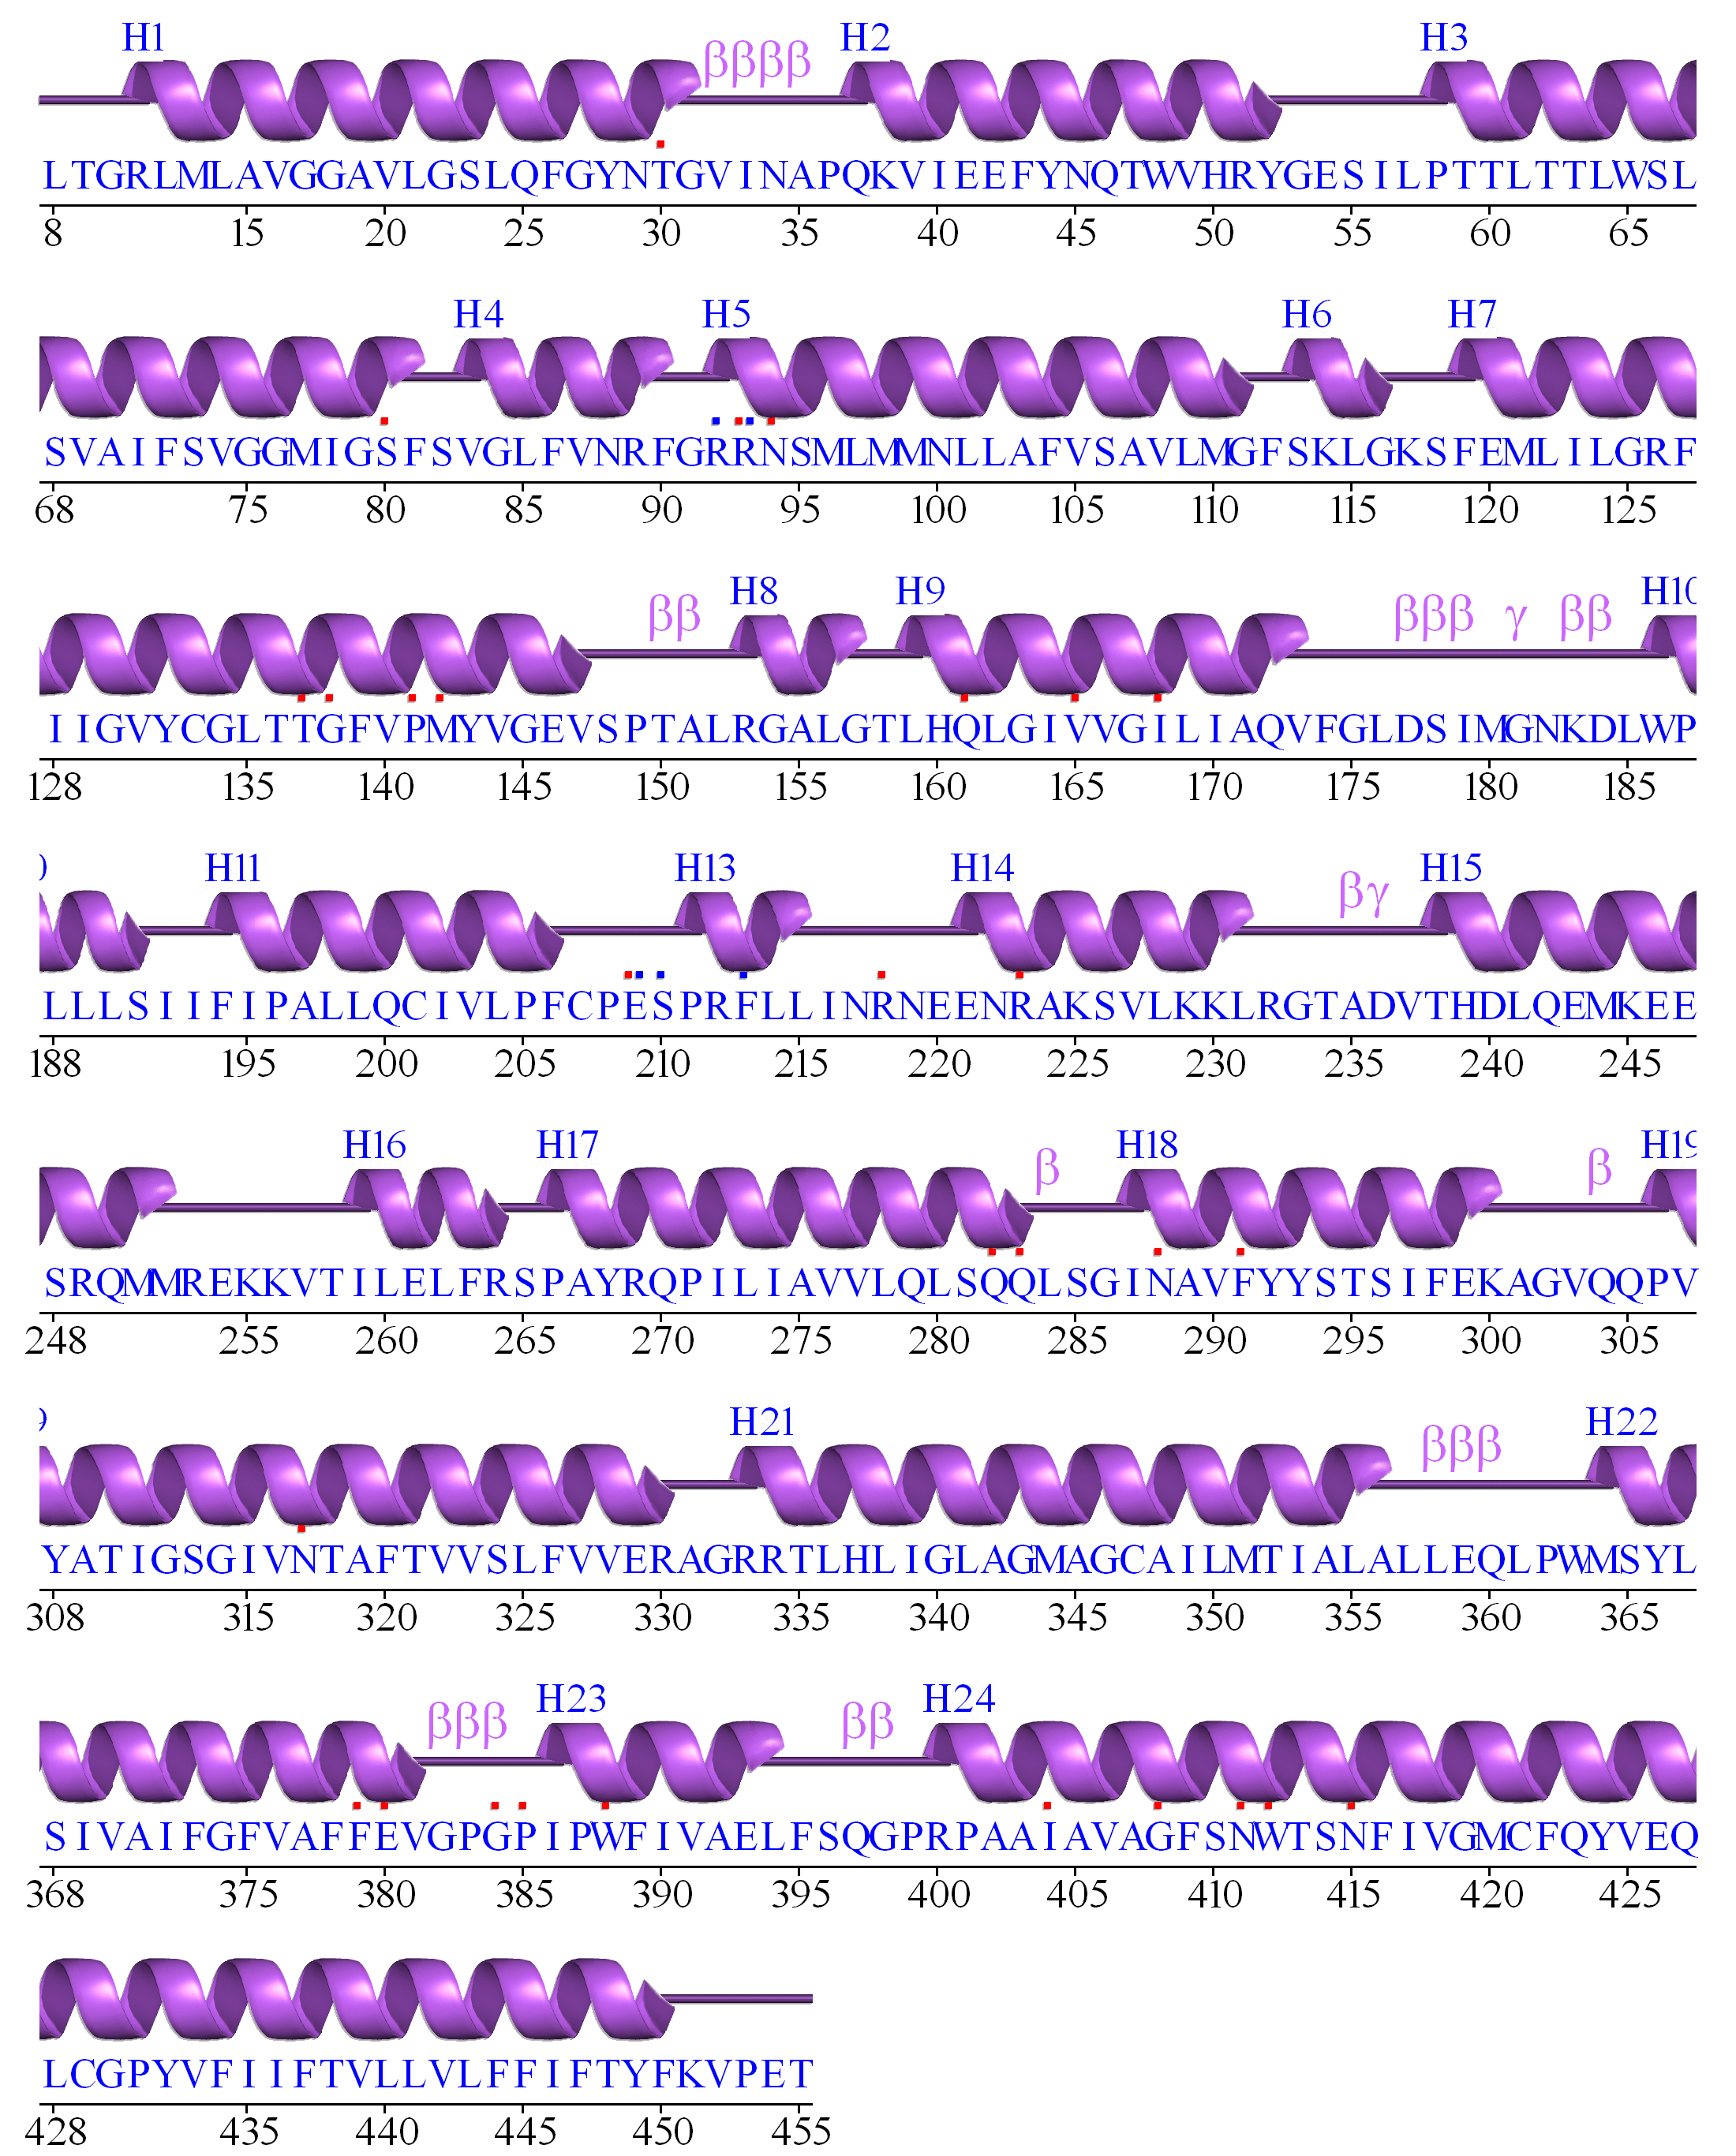 H1 ββββ H2 H3
LTGRLMLAVGGAVLGSLQFGYNTGVINAPQKVIEEFYNQTWVHRYGESILPTTLTTLWSL
8 15 20 25 30 35 40 45 50 55 60 65
H4 H5 H6 H7
SVAIFSVGGMIGSFSVGLFVNRFGRRNSMLMMNLLAFVSAVLMGFSKLGKSFEMLILGRF
68 75 80 85 90 95 100 105 110 115 120 125
ββ H8 H9 βββ γ ββ H10
IIGVYCGLTTGFVPMYVGEVSPTALRGALGTLHQLGIVVGILIAQVFGLDSIMGNKDLWP
128 135 140 145 150 155 160 165 170 175 180 185
H11 H13 H14 βγ H15
LLLSIIFIPALLQCIVLPFCPESPRFLLINRNEENRAKSVLKKLRGTADVTHDLQEMKEE
188 195 200 205 210 215 220 225 230 235 240 245
H16 H17 β H18 β H19
SRQMMREKKVTILELFRSPAYRQPILIAVVLQLSQQLSGINAVFYYSTSIFEKAGVQQPV
248 255 260 265 270 275 280 285 290 295 300 305
H21 βββ H22
YATIGSGIVNTAFTVVSLFVVERAGRRTLHLIGLAGMAGCAILMTIALALLEQLPWMSYL
308 315 320 325 330 335 340 345 350 355 360 365
βββ H23 ββ H24
SIVAIFGFVAFFEVGPGPIPWFIVAELFSQGPRPAAIAVAGFSNWTSNFIVGMCFQYVEQ
368 375 380 385 390 395 400 405 410 415 420 425
LCGPYVFIIFTVLLVLFFIFTYFKVPET
428 435 440 445 450 455